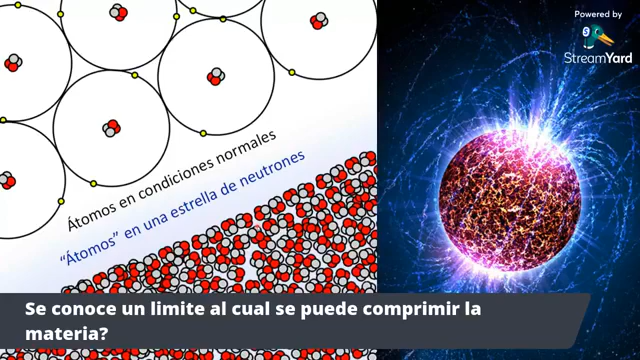 Powered by
StreamYard
Átomos en condiciones normales
"Átomos" en una estrella de neutrones
Se conoce un limite al cual se puede comprimir la
materia?